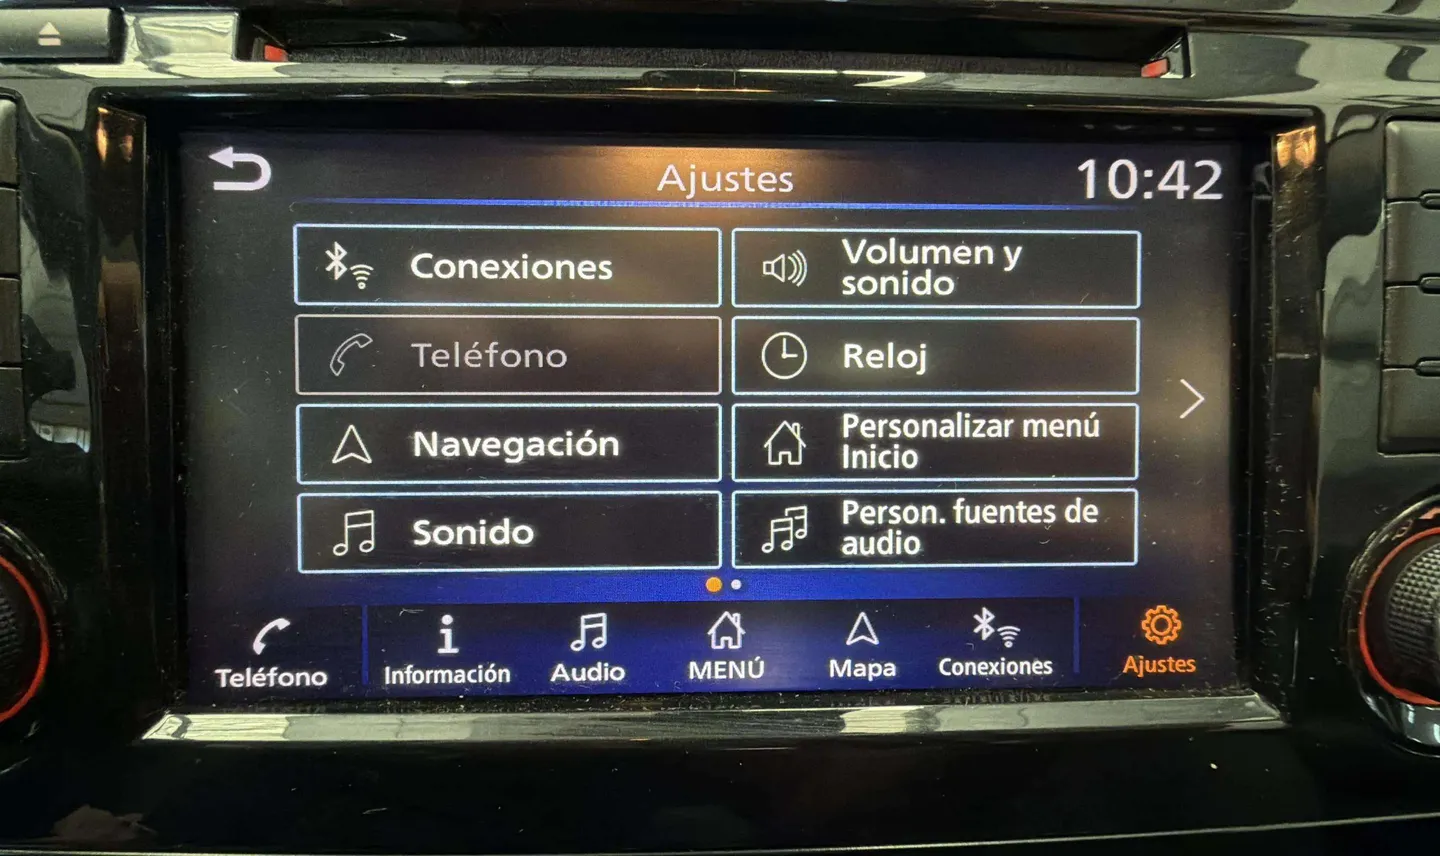 Ajustes
10:42
Conexiones
Volumen y
sonido
Teléfono
Reloj
Navegación
Personalizar menú
Inicio
Sonido
Person. fuentes de
audio
Teléfono
Información
Audio
MENÚ
Mapa
Conexiones
Ajustes